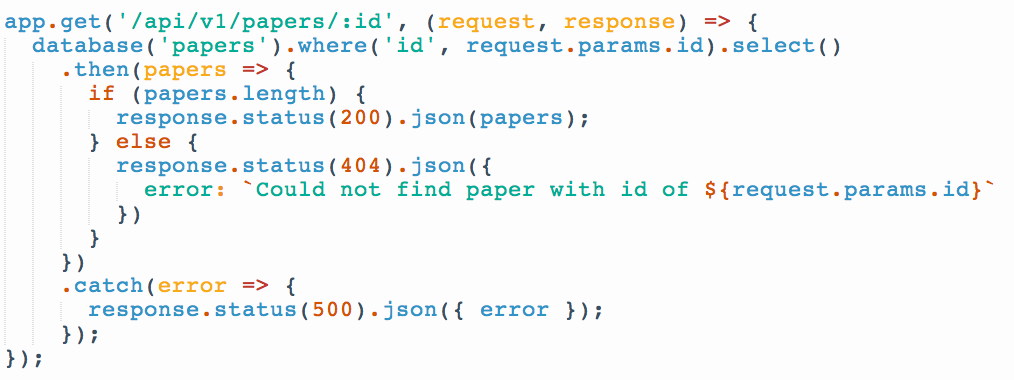 app.get('/api/v1/papers/:id', (request, response) => {
  database('papers').where('id', request.params.id).select()
    .then(papers => {
      if (papers.length) {
        response.status(200).json(papers);
      } else {
        response.status(404).json({
          error: `Could not find paper with id of ${request.params.id}`
        })
      }
    })
    .catch(error => {
      response.status(500).json({ error });
    });
});